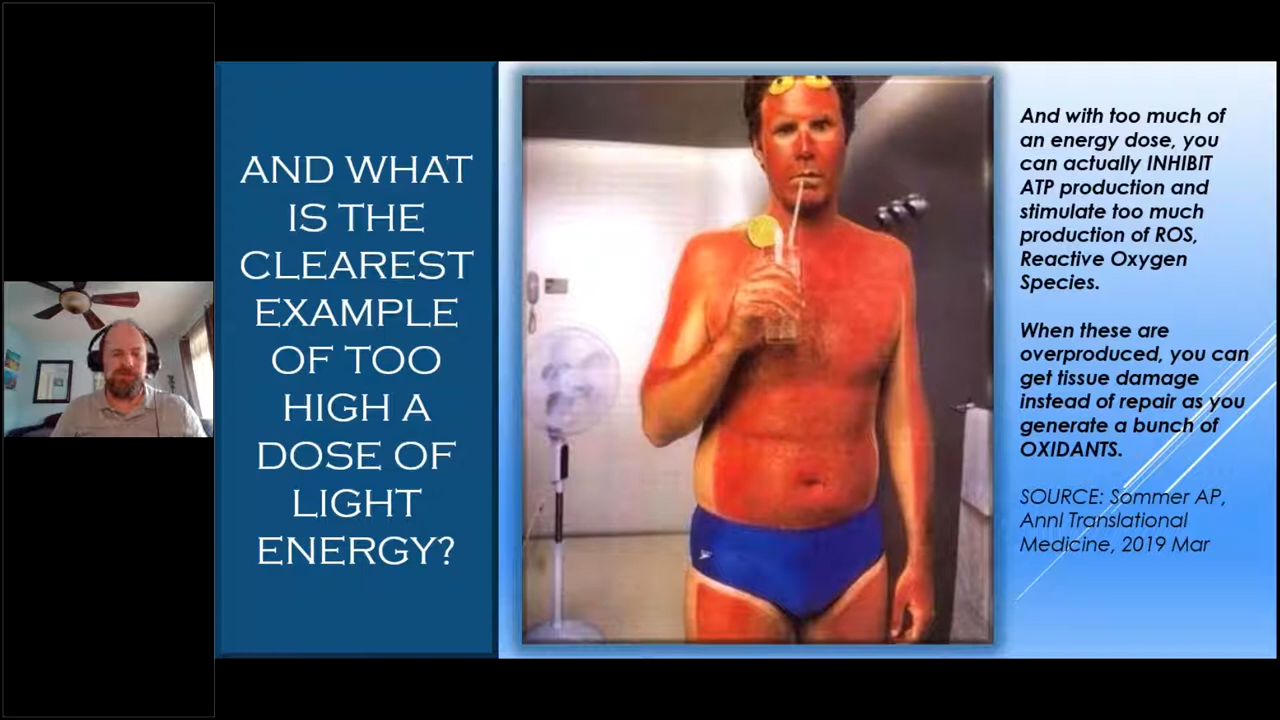 AND WHAT
IS THE
CLEAREST
EXAMPLE
OF TOO
HIGH A
DOSE OF
LIGHT
ENERGY?
And with too much of
an energy dose, you
can actually INHIBIT
ATP production and
stimulate too much
production of ROS,
Reactive Oxygen
Species.
When these are
overproduced, you can
get tissue damage
instead of repair as you
generate a bunch of
OXIDANTS.
SOURCE: Sommer AP,
Annl Translational
Medicine, 2019 Mar